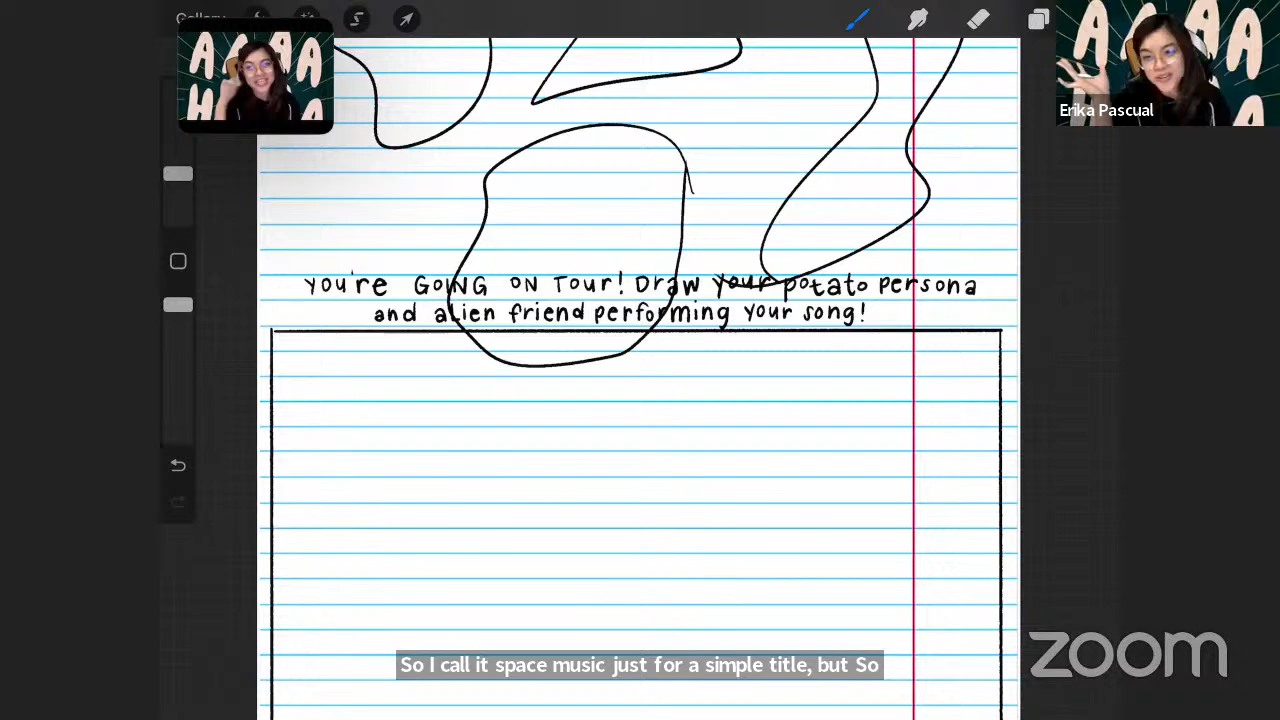 Gallery
A A A A
H
A A A A
H A
Erika Pascual
you're GOING ON TOUR! Draw your potato persona
and alien friend performing your song!
So I call it space music just for a simple title, but So
zoom